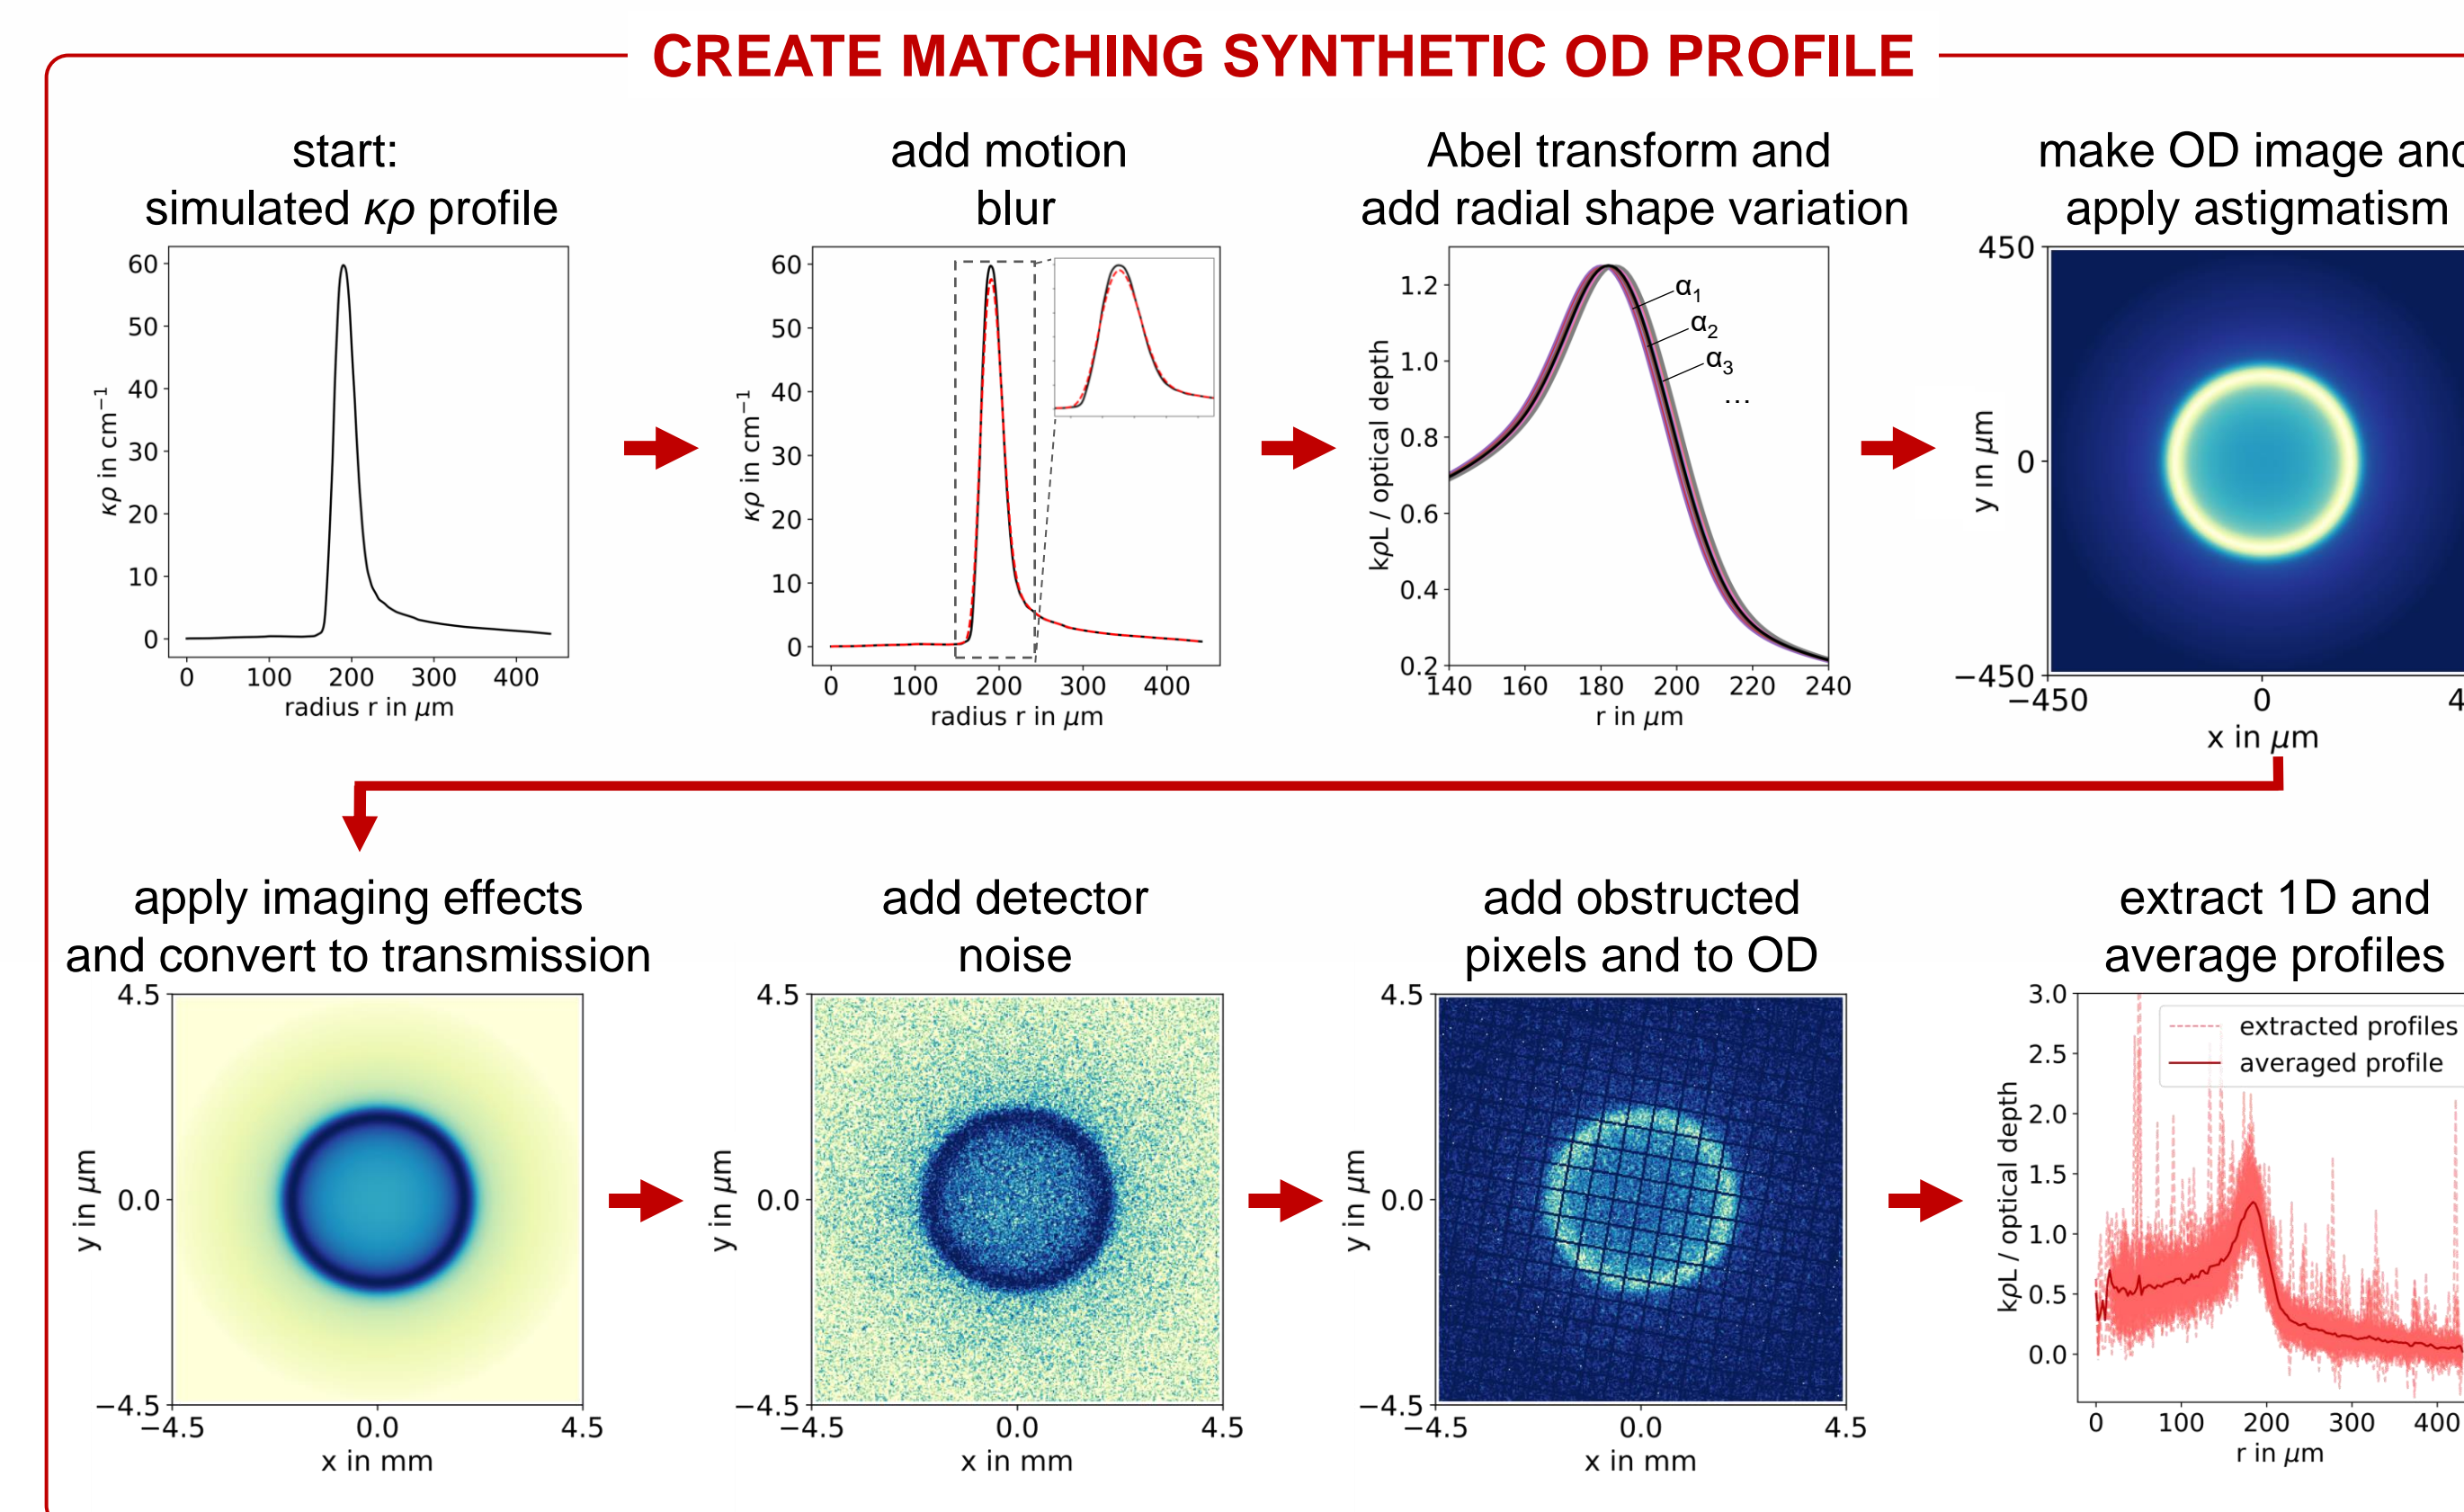 CREATE MATCHING SYNTHETIC OD PROFILE
start:
simulated κρ profile
60
50
40
30
20
10
0
κρ in cm⁻¹
0 100 200 300 400
radius r in μm
add motion
blur
60
50
40
30
20
10
0
κρ in cm⁻¹
0 100 200 300 400
radius r in μm
Abel transform and
add radial shape variation
1.2
1.0
0.8
0.6
0.4
0.2
kρL / optical depth
α₁
α₂
α₃
...
140 160 180 200 220 240
r in μm
make OD image and
apply astigmatism
450
0
−450
y in μm
−450 0 4
x in μm
apply imaging effects
and convert to transmission
4.5
0.0
−4.5
y in μm
−4.5 0.0 4.5
x in mm
add detector
noise
4.5
0.0
−4.5
y in μm
−4.5 0.0 4.5
x in mm
add obstructed
pixels and to OD
4.5
0.0
−4.5
y in μm
−4.5 0.0 4.5
x in mm
extract 1D and
average profiles
3.0
2.5
2.0
1.5
1.0
0.5
0.0
kρL / optical depth
extracted profiles
averaged profile
0 100 200 300 400
r in μm